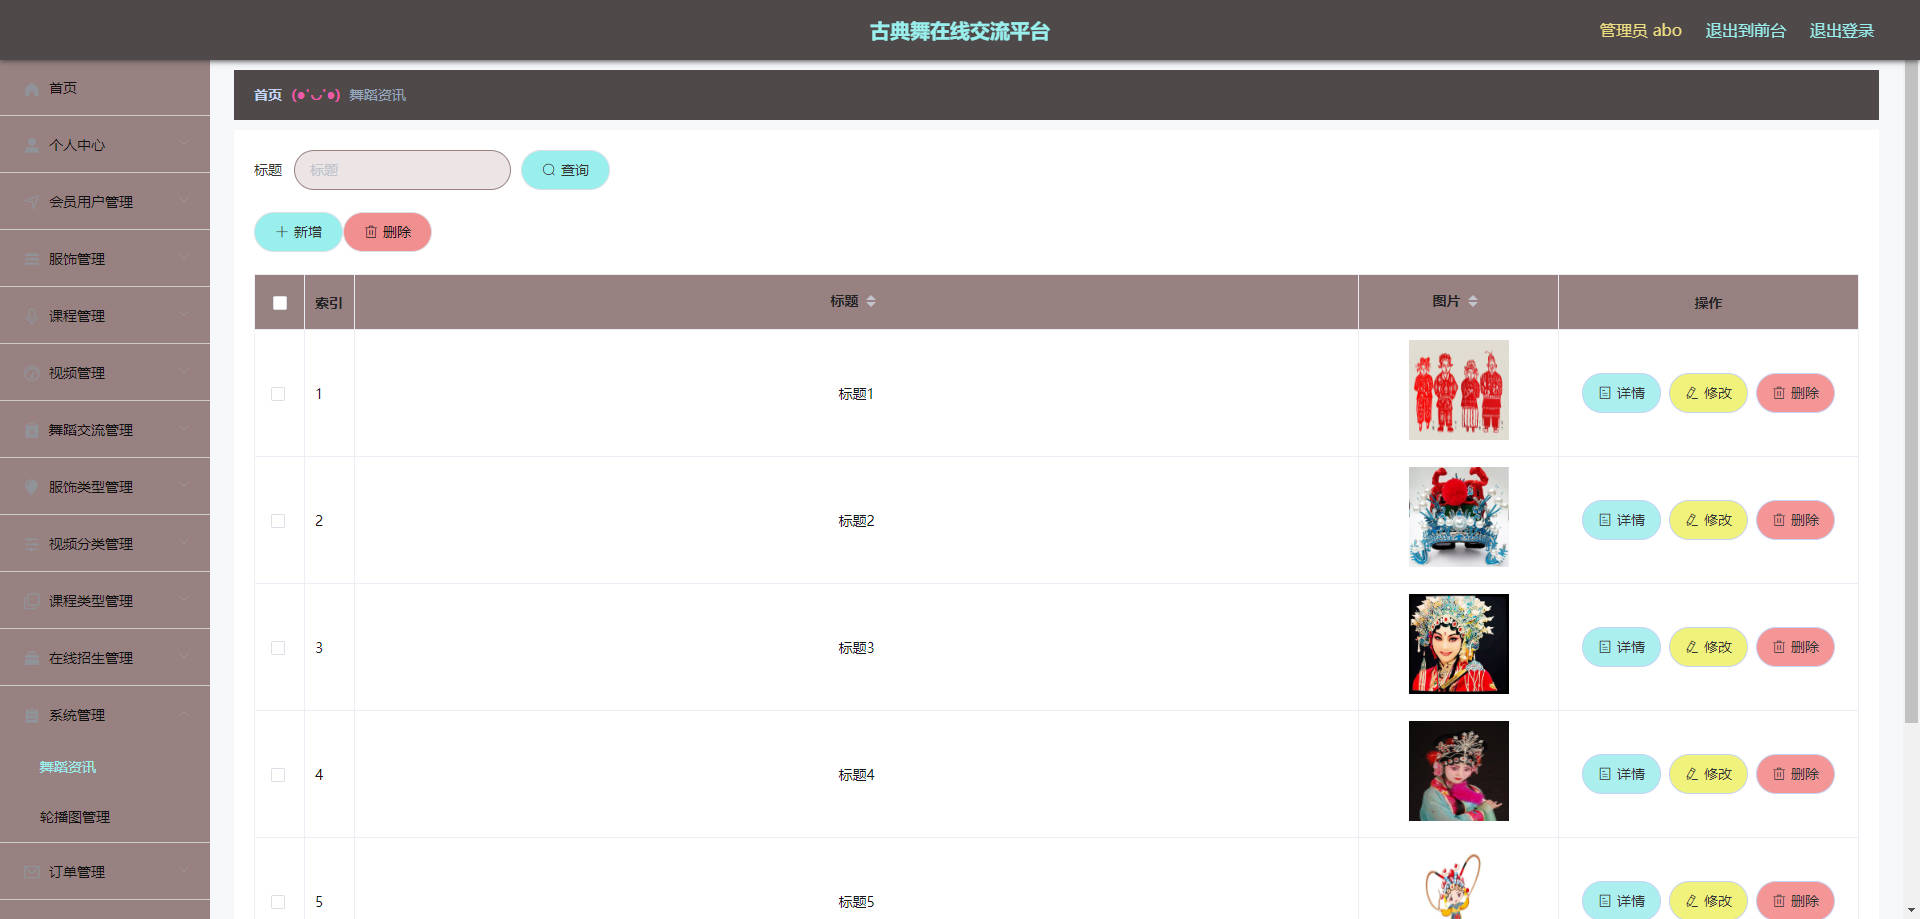 古典舞在线交流平台
管理员 abo 退出到前台 退出登录
首页
个人中心
会员用户管理
服饰管理
课程管理
视频管理
舞蹈交流管理
服饰类型管理
视频分类管理
课程类型管理
在线招生管理
系统管理
舞蹈资讯
轮播图管理
订单管理
首页 (●'◡'●) 舞蹈资讯
标题 标题 查询
新增 删除
索引 标题 图片 操作
1 标题1 详情 修改 删除
2 标题2 详情 修改 删除
3 标题3 详情 修改 删除
4 标题4 详情 修改 删除
5 标题5 详情 修改 删除